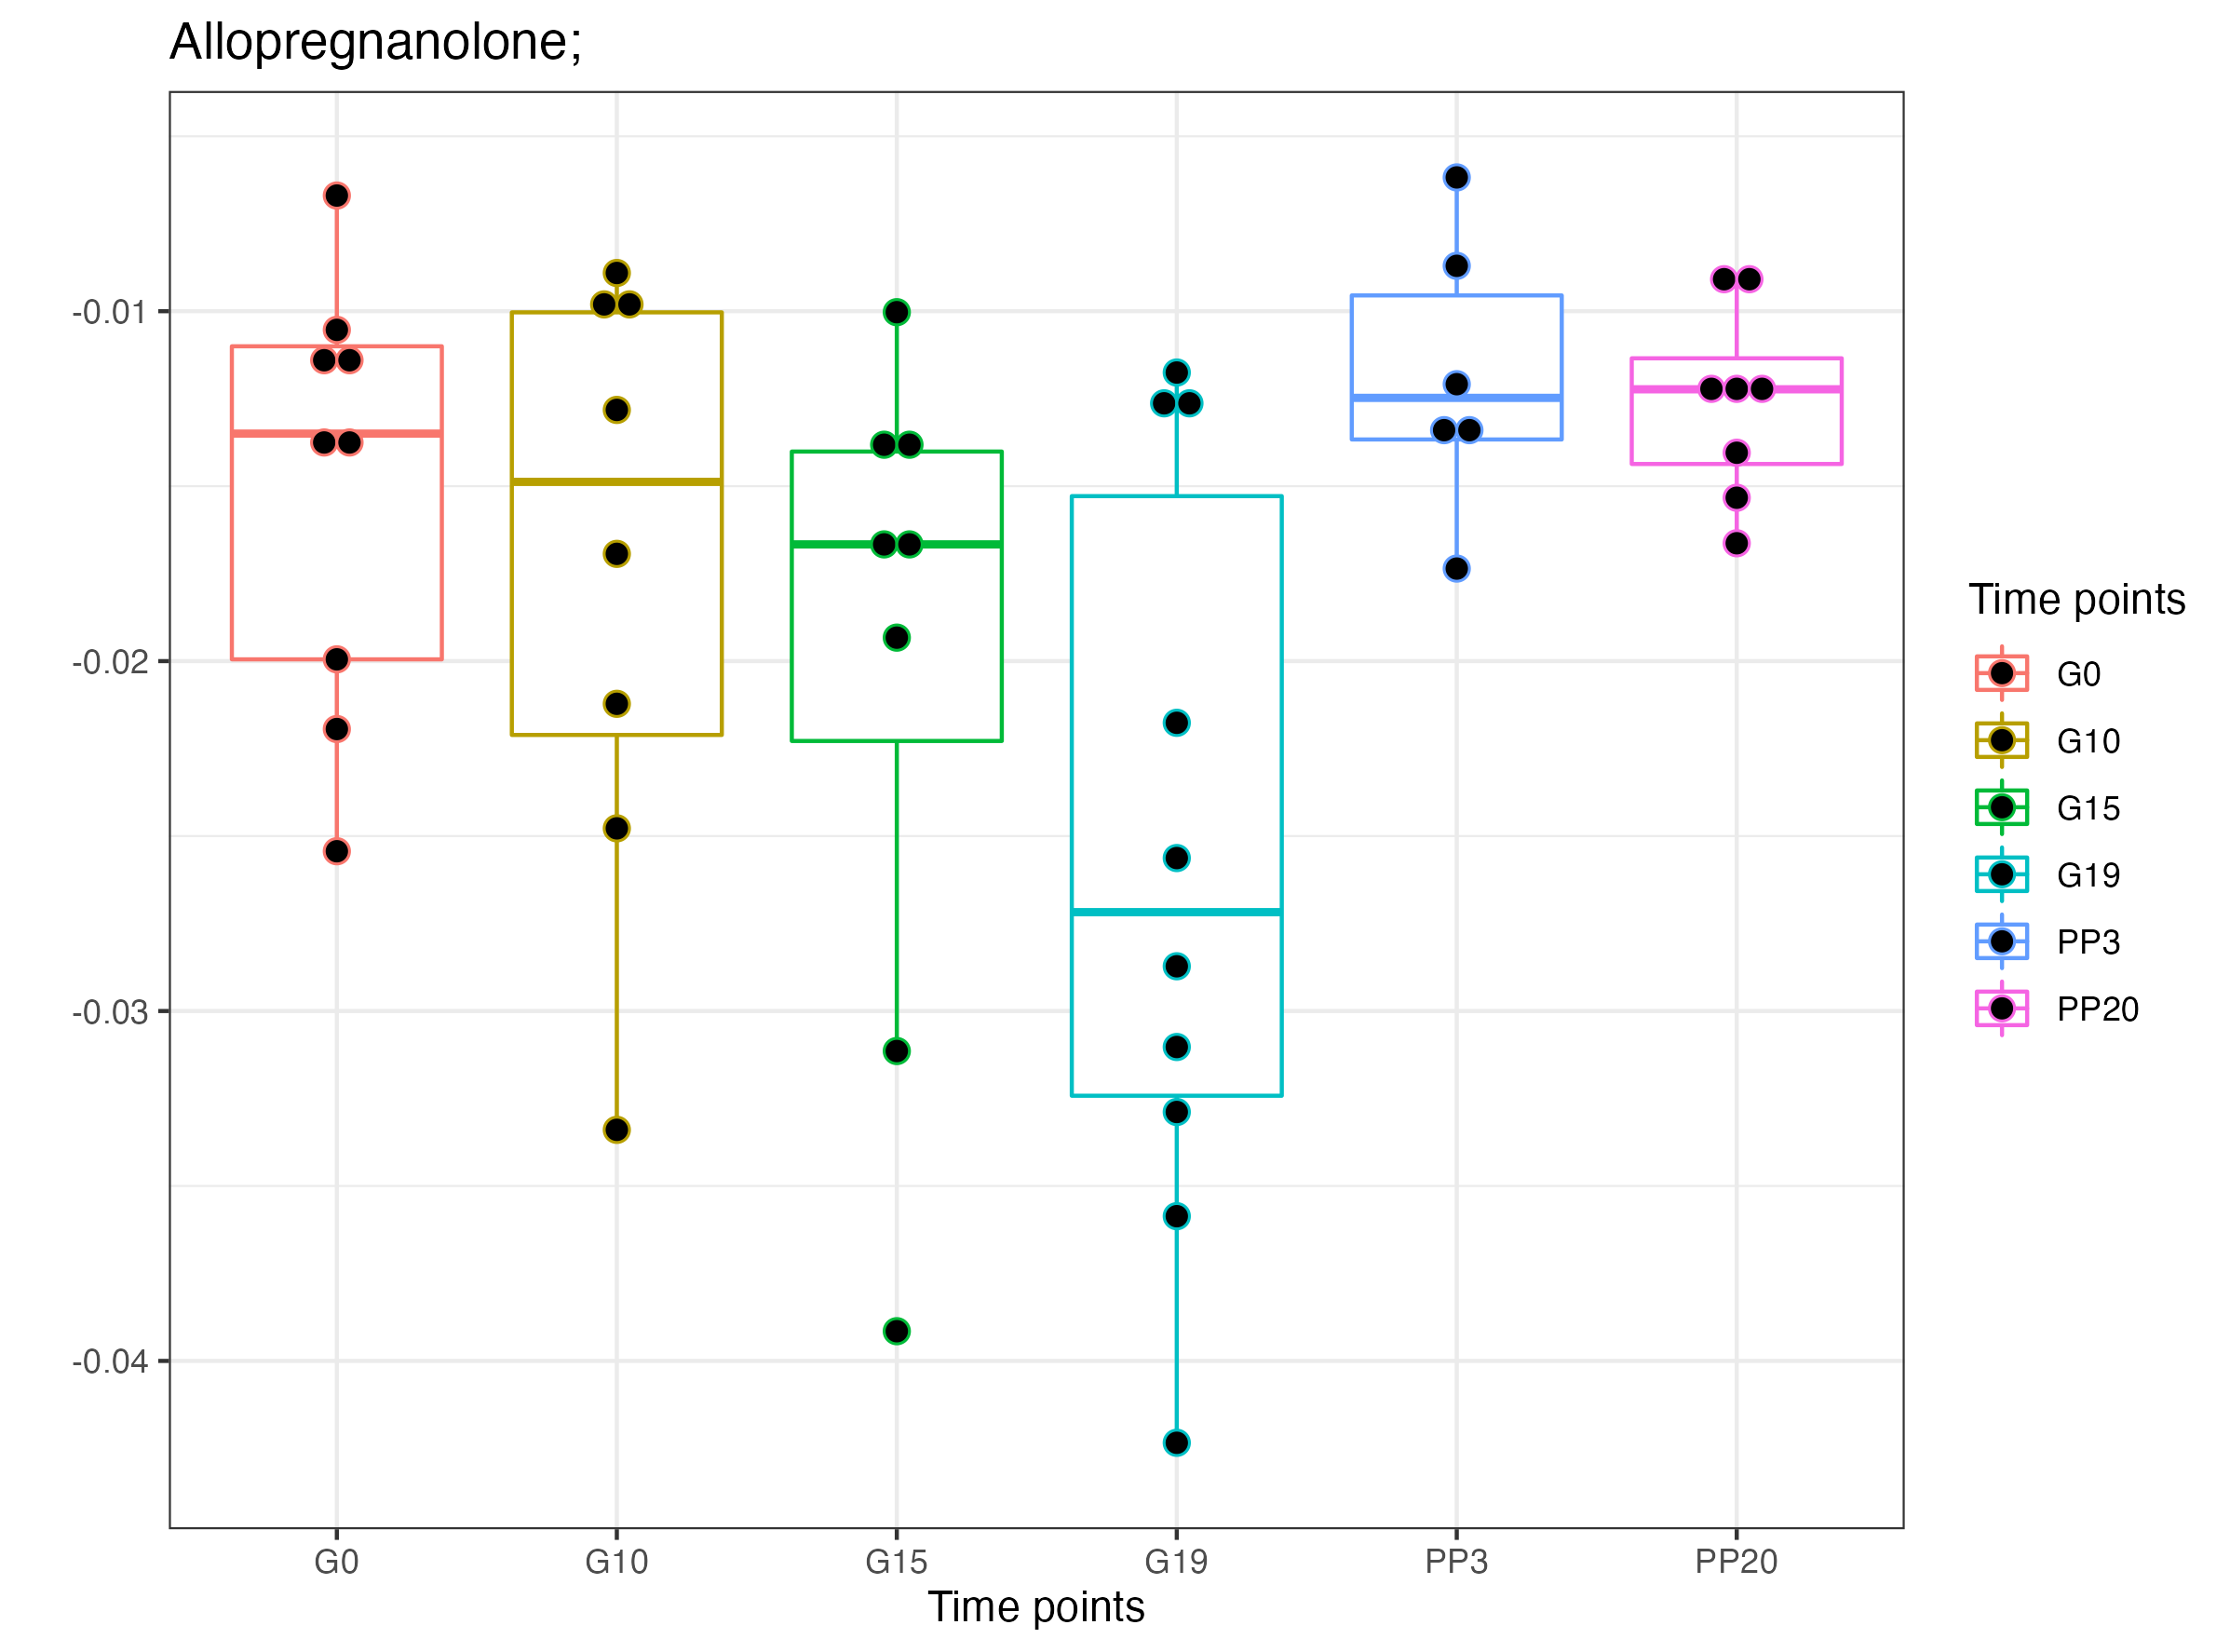 Allopregnanolone;
-0.01
-0.02
-0.03
-0.04
G0 G10 G15 G19 PP3 PP20
Time points
Time points
G0
G10
G15
G19
PP3
PP20